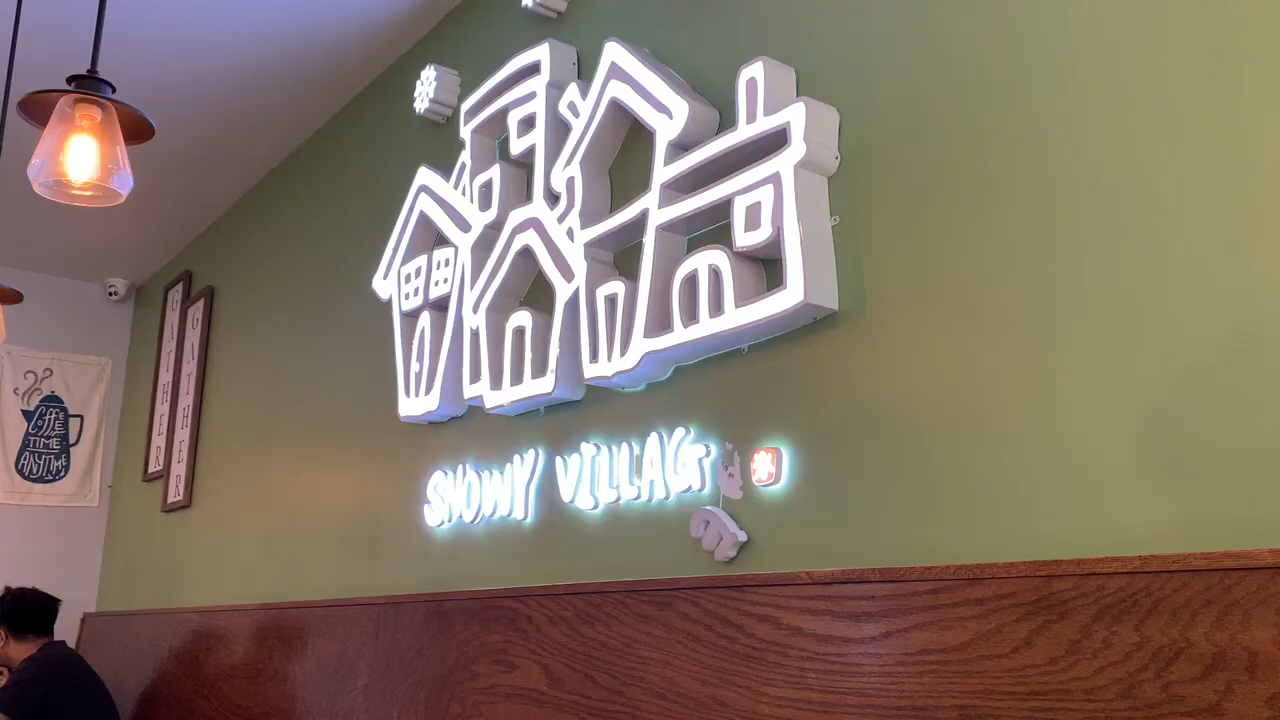 GATHER
GATHER
Coffee
TIME
ANYTIME
SNOWY VILLAGE